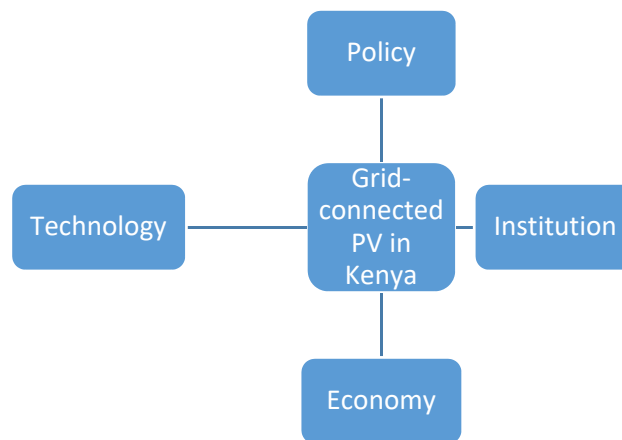 Policy
Technology
Grid-
connected
PV in
Kenya
Institution
Economy